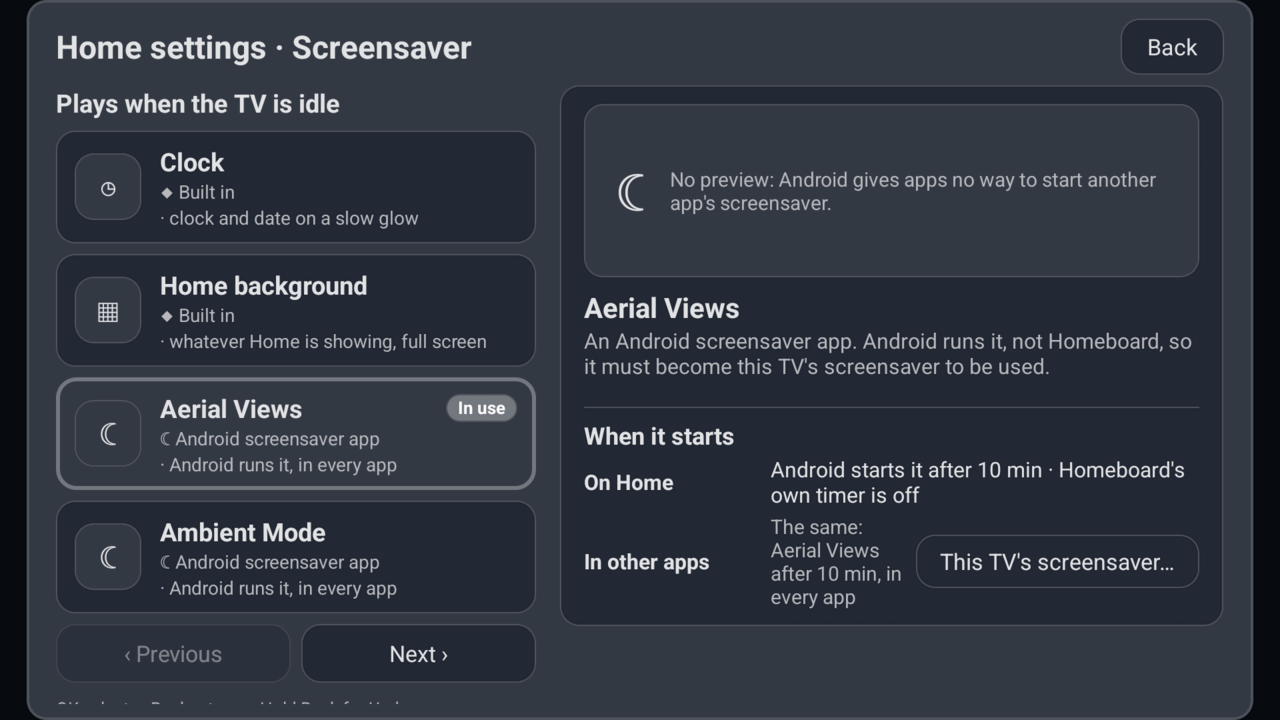 Home settings · Screensaver
Back
Plays when the TV is idle
Clock
◆ Built in
· clock and date on a slow glow
Home background
◆ Built in
· whatever Home is showing, full screen
Aerial Views
In use
☾ Android screensaver app
· Android runs it, in every app
Ambient Mode
☾ Android screensaver app
· Android runs it, in every app
‹ Previous
Next ›
No preview: Android gives apps no way to start another
app's screensaver.
Aerial Views
An Android screensaver app. Android runs it, not Homeboard, so
it must become this TV's screensaver to be used.
When it starts
On Home
Android starts it after 10 min · Homeboard's
own timer is off
In other apps
The same:
Aerial Views
after 10 min, in
every app
This TV's screensaver…